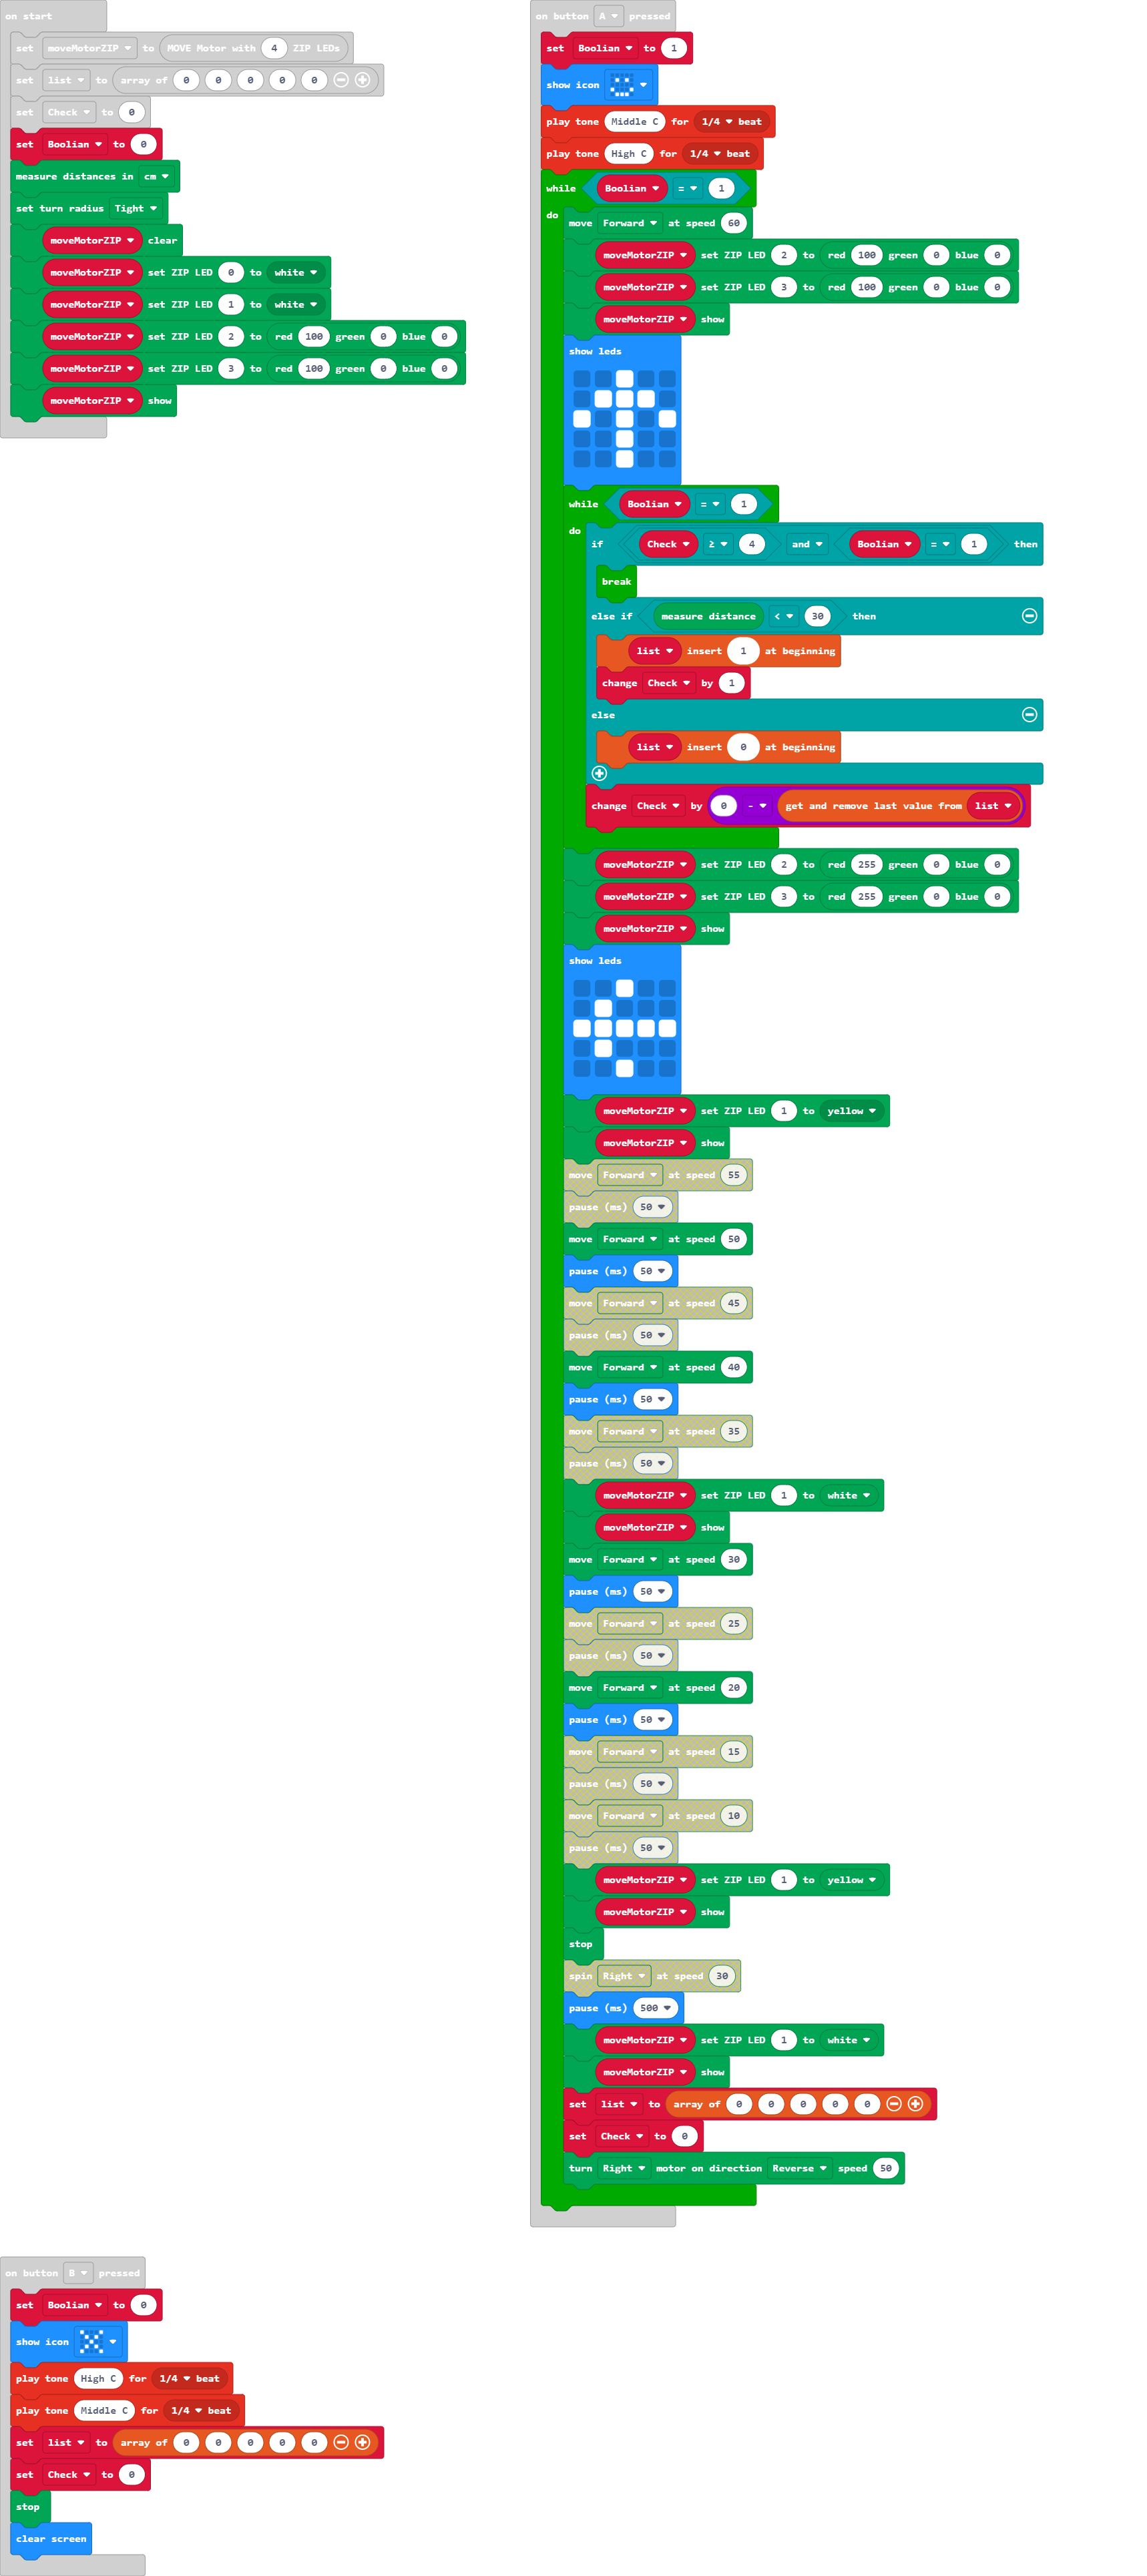 on start
set moveMotorZIP to MOVE Motor with 4 ZIP LEDs
set list to array of 0 0 0 0 0
set Check to 0
set Boolian to 0
measure distances in cm
set turn radius Tight
moveMotorZIP clear
moveMotorZIP set ZIP LED 0 to white
moveMotorZIP set ZIP LED 1 to white
moveMotorZIP set ZIP LED 2 to red 100 green 0 blue 0
moveMotorZIP set ZIP LED 3 to red 100 green 0 blue 0
moveMotorZIP show
on button A pressed
set Boolian to 1
show icon
play tone Middle C for 1/4 beat
play tone High C for 1/4 beat
while Boolian = 1
do
move Forward at speed 60
moveMotorZIP set ZIP LED 2 to red 100 green 0 blue 0
moveMotorZIP set ZIP LED 3 to red 100 green 0 blue 0
moveMotorZIP show
show leds
while Boolian = 1
do
if Check ≥ 4 and Boolian = 1 then
break
else if measure distance < 30 then
list insert 1 at beginning
change Check by 1
else
list insert 0 at beginning
change Check by 0 - get and remove last value from list
moveMotorZIP set ZIP LED 2 to red 255 green 0 blue 0
moveMotorZIP set ZIP LED 3 to red 255 green 0 blue 0
moveMotorZIP show
show leds
moveMotorZIP set ZIP LED 1 to yellow
moveMotorZIP show
move Forward at speed 55
pause (ms) 50
move Forward at speed 50
pause (ms) 50
move Forward at speed 45
pause (ms) 50
move Forward at speed 40
pause (ms) 50
move Forward at speed 35
pause (ms) 50
moveMotorZIP set ZIP LED 1 to white
moveMotorZIP show
move Forward at speed 30
pause (ms) 50
move Forward at speed 25
pause (ms) 50
move Forward at speed 20
pause (ms) 50
move Forward at speed 15
pause (ms) 50
move Forward at speed 10
pause (ms) 50
moveMotorZIP set ZIP LED 1 to yellow
moveMotorZIP show
stop
spin Right at speed 30
pause (ms) 500
moveMotorZIP set ZIP LED 1 to white
moveMotorZIP show
set list to array of 0 0 0 0 0
set Check to 0
turn Right motor on direction Reverse speed 50
on button B pressed
set Boolian to 0
show icon
play tone High C for 1/4 beat
play tone Middle C for 1/4 beat
set list to array of 0 0 0 0 0
set Check to 0
stop
clear screen